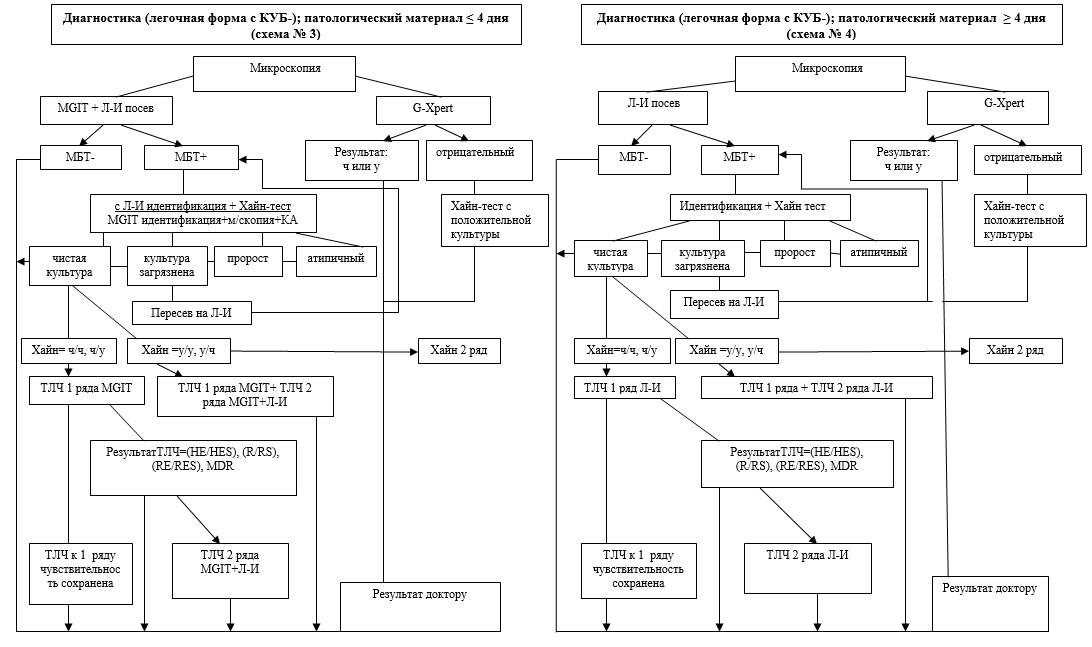 Диагностика (легочная форма с КУБ-); патологический материал ≤ 4 дня
(схема № 3)
Микроскопия
MGIT + Л-И посев
G-Xpert
МБТ-
МБТ+
Результат:
ч или у
отрицательный
с Л-И идентификация + Хайн-тест
MGIT идентификация+м/скопия+КА
Хайн-тест с
положительной
культуры
чистая
культура
культура
загрязнена
пророст
атипичный
Пересев на Л-И
Хайн= ч/ч, ч/у
Хайн =у/у, у/ч
Хайн 2 ряд
ТЛЧ 1 ряда MGIT
ТЛЧ 1 ряда MGIT+ ТЛЧ 2
ряда MGIT+Л-И
РезультатТЛЧ=(HE/HES), (R/RS),
(RE/RES), MDR
ТЛЧ к 1 ряду
чувствительнос
ть сохранена
ТЛЧ 2 ряда
MGIT+Л-И
Результат доктору
Диагностика (легочная форма с КУБ-); патологический материал ≥ 4 дня
(схема № 4)
Микроскопия
Л-И посев
G-Xpert
МБТ-
МБТ+
Результат:
ч или у
отрицательный
Идентификация + Хайн тест
Хайн-тест с
положительной
культуры
чистая
культура
культура
загрязнена
пророст
атипичный
Пересев на Л-И
Хайн=ч/ч, ч/у
Хайн =у/у, у/ч
Хайн 2 ряд
ТЛЧ 1 ряд Л-И
ТЛЧ 1 ряда + ТЛЧ 2 ряда Л-И
РезультатТЛЧ=(HE/HES),
(R/RS), (RE/RES), MDR
ТЛЧ к 1 ряду
чувствительность
сохранена
ТЛЧ 2 ряда Л-И
Результат доктору